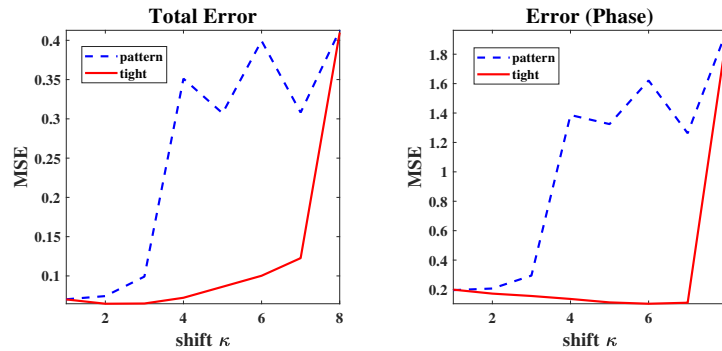 Total Error
0.4
0.35
0.3
0.25
0.2
0.15
0.1
MSE
pattern
tight
2
4
6
8
shift κ
Error (Phase)
1.8
1.6
1.4
1.2
1
0.8
0.6
0.4
0.2
MSE
pattern
tight
2
4
6
shift κ